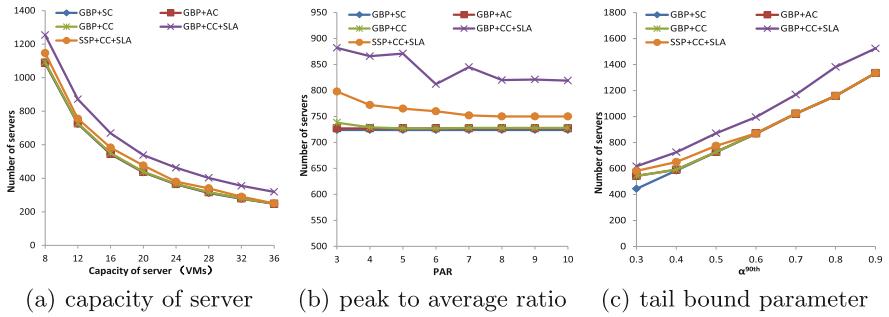 1400
1200
1000
800
600
400
200
0
Number of servers
GBP+SC GBP+AC
GBP+CC GBP+CC+SLA
SSP+CC+SLA
8 12 16 20 24 28 32 36
Capacity of server （VMs）
(a) capacity of server
950
900
850
800
750
700
650
600
550
500
Number of servers
GBP+SC GBP+AC
GBP+CC GBP+CC+SLA
SSP+CC+SLA
3 4 5 6 7 8 9 10
PAR
(b) peak to average ratio
1800
1600
1400
1200
1000
800
600
400
200
0
Number of servers
GBP+SC GBP+AC
GBP+CC GBP+CC+SLA
SSP+CC+SLA
0.3 0.4 0.5 0.6 0.7 0.8 0.9
α90th
(c) tail bound parameter